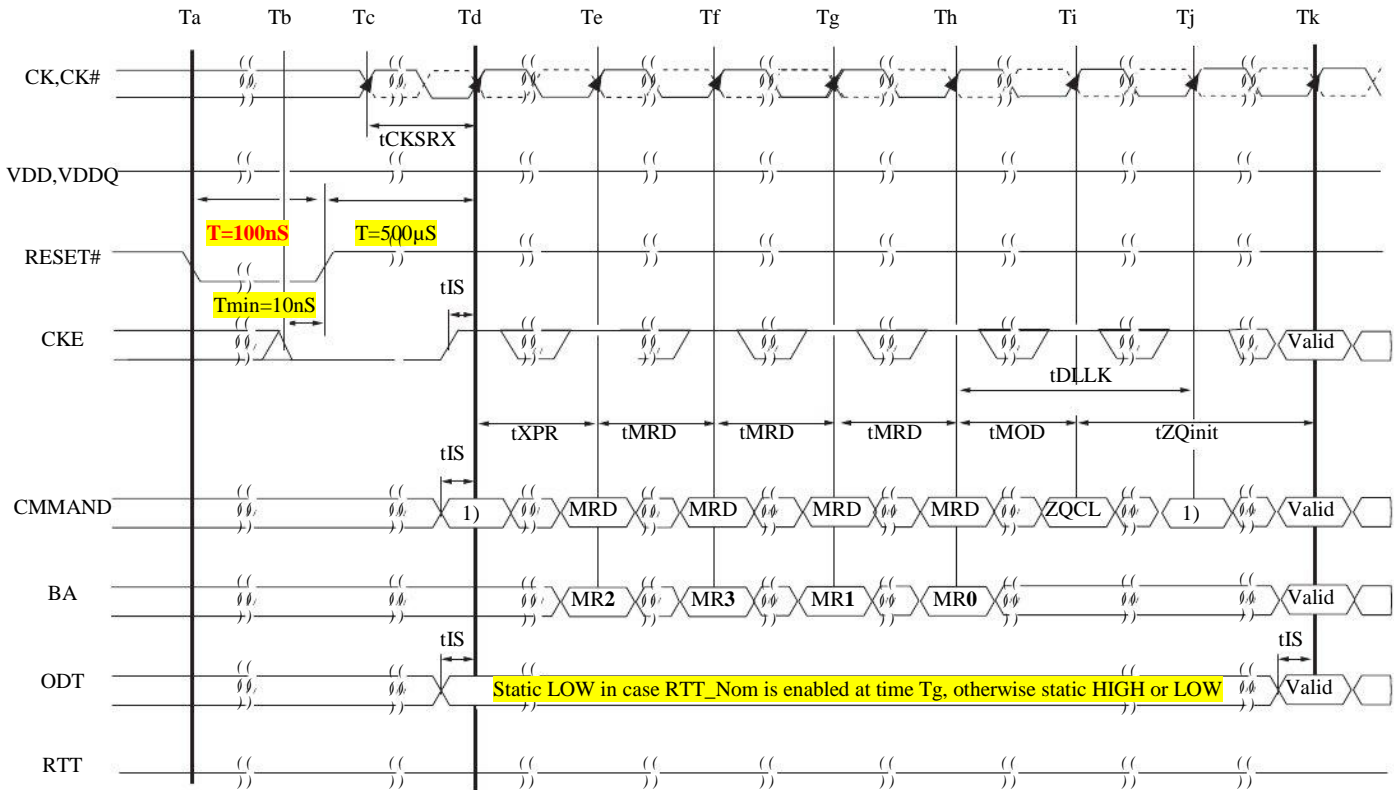 Ta Tb Tc Td Te Tf Tg Th Ti Tj Tk
CK,CK#
tCKSRX
VDD,VDDQ
T=100nS T=500µS
RESET#
Tmin=10nS tIS
CKE Valid
tDLLK
tXPR tMRD tMRD tMRD tMOD tZQinit
tIS
CMMAND 1) MRD MRD MRD MRD ZQCL 1) Valid
BA MR2 MR3 MR1 MR0 Valid
tIS tIS
ODT Static LOW in case RTT_Nom is enabled at time Tg, otherwise static HIGH or LOW Valid
RTT